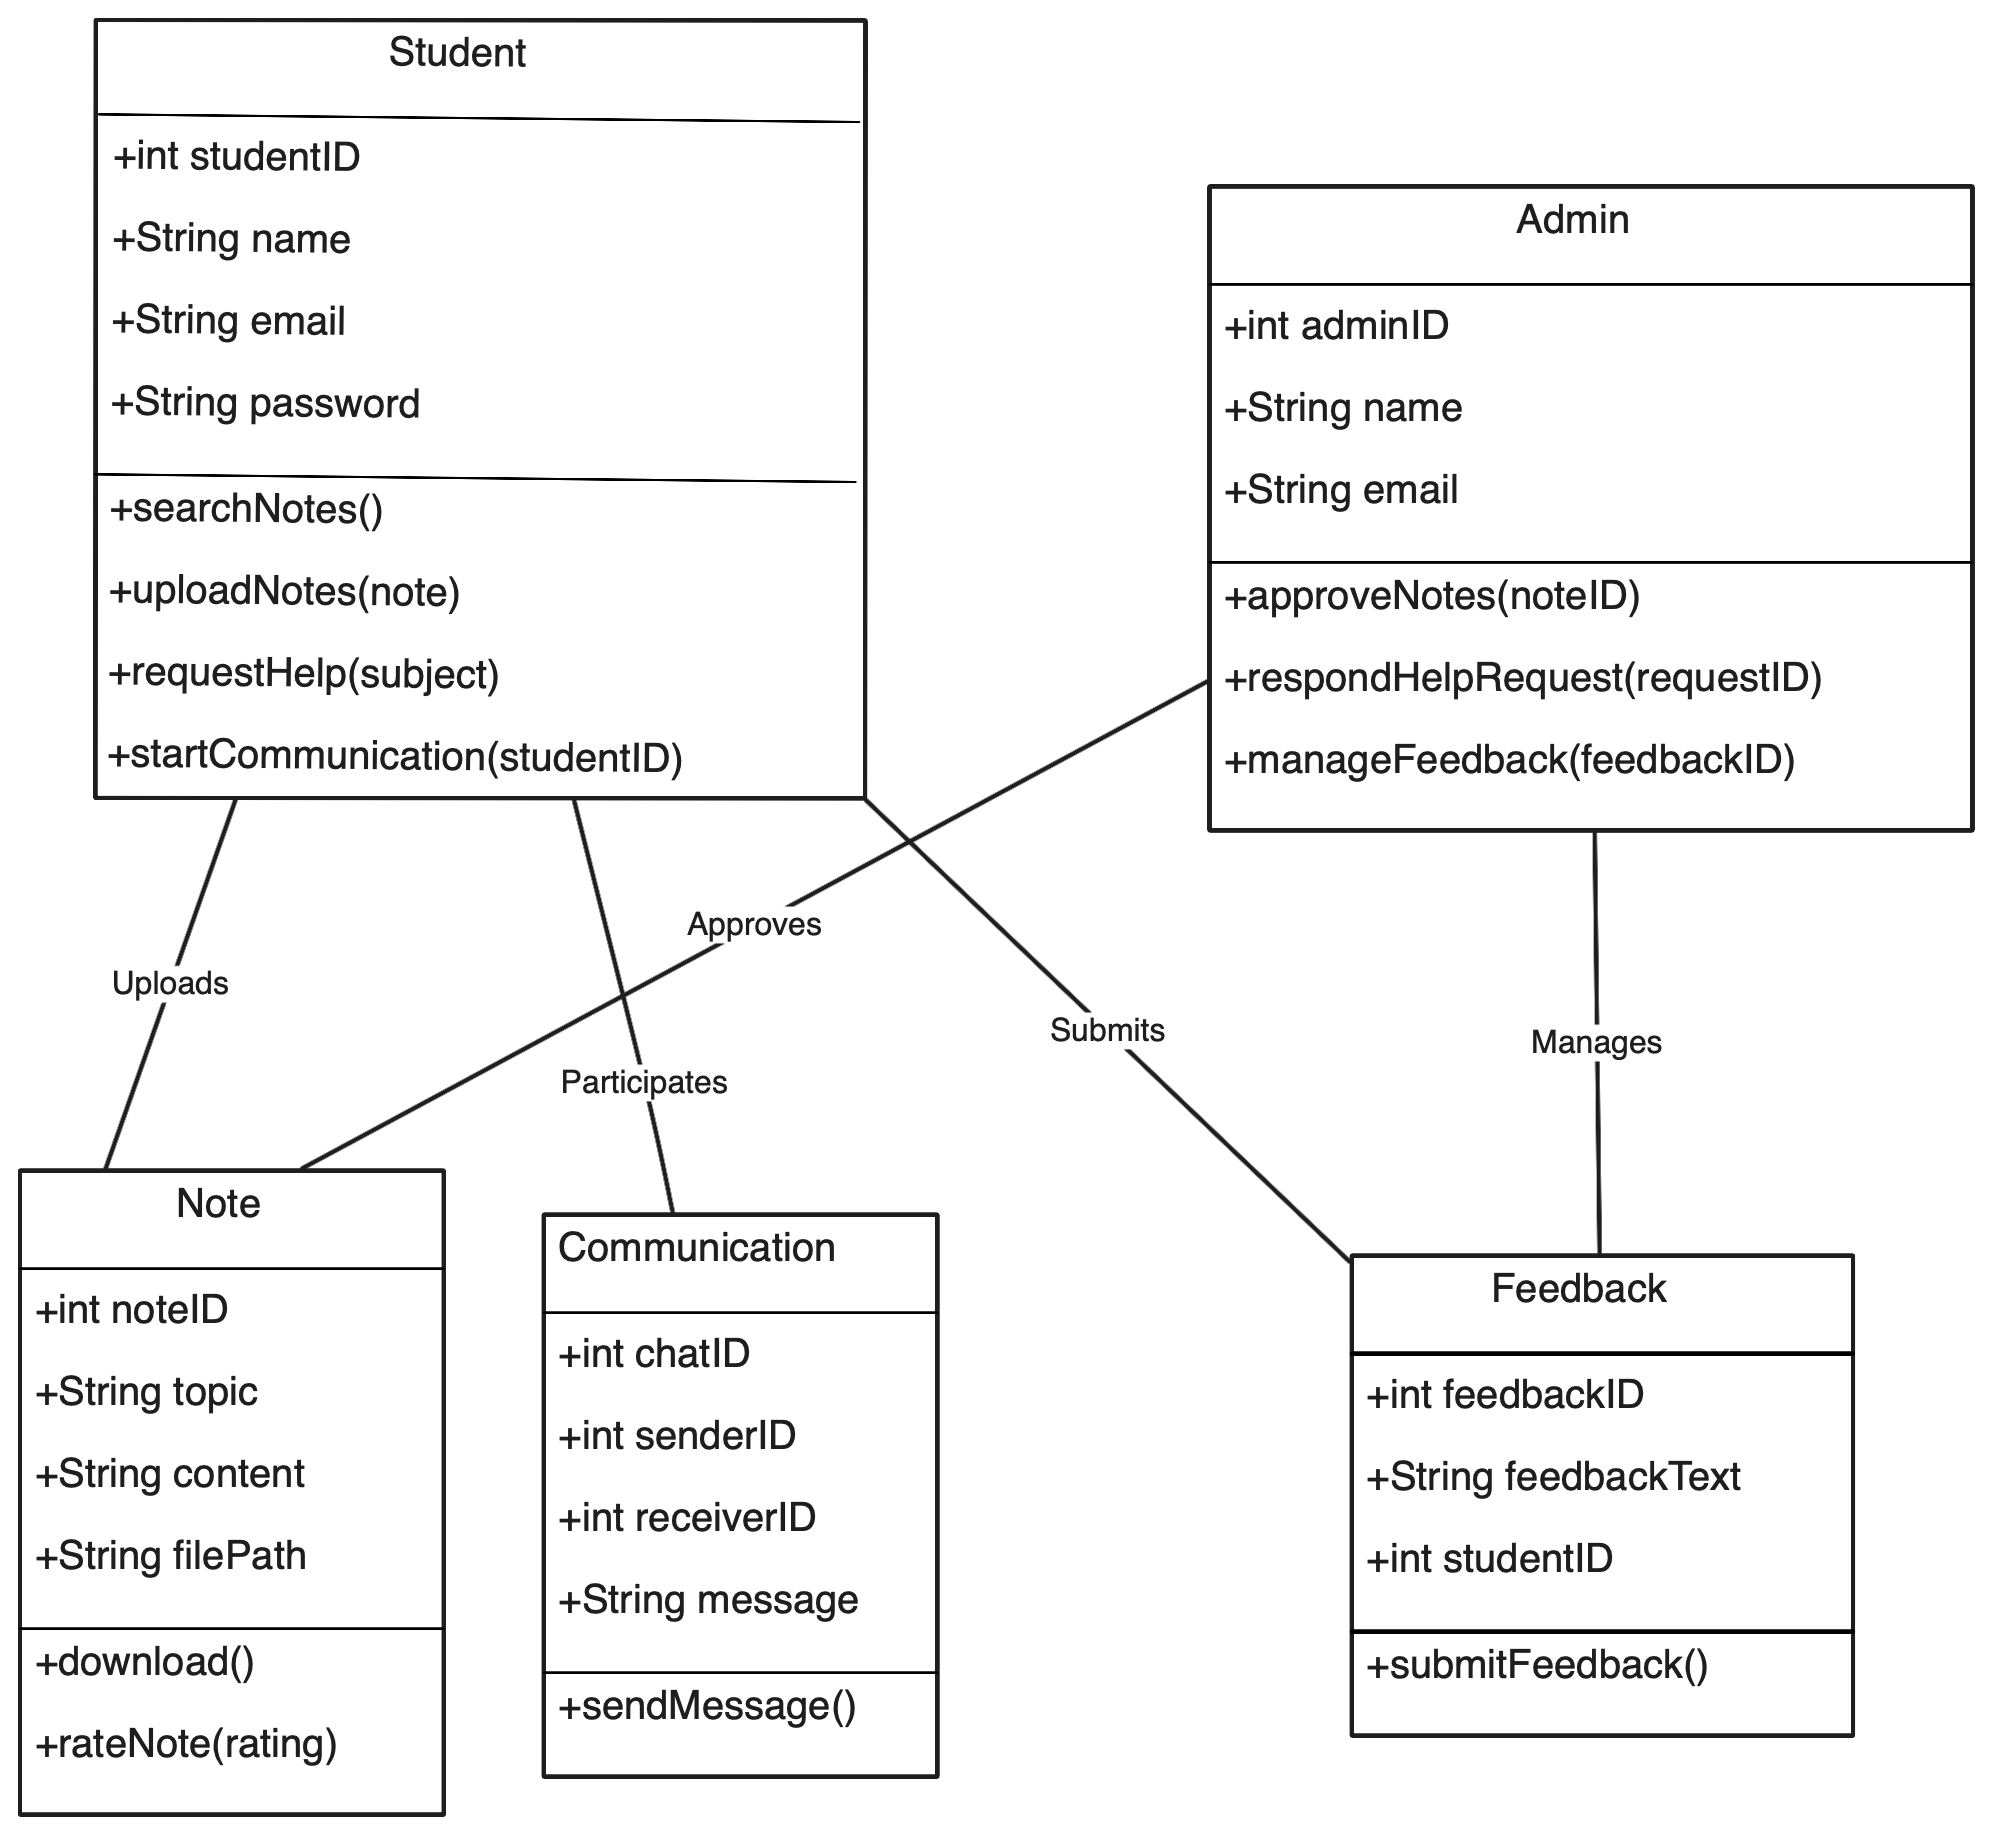 Student
+int studentID
+String name
+String email
+String password
+searchNotes()
+uploadNotes(note)
+requestHelp(subject)
+startCommunication(studentID)
Admin
+int adminID
+String name
+String email
+approveNotes(noteID)
+respondHelpRequest(requestID)
+manageFeedback(feedbackID)
Uploads
Approves
Participates
Submits
Manages
Note
+int noteID
+String topic
+String content
+String filePath
+download()
+rateNote(rating)
Communication
+int chatID
+int senderID
+int receiverID
+String message
+sendMessage()
Feedback
+int feedbackID
+String feedbackText
+int studentID
+submitFeedback()